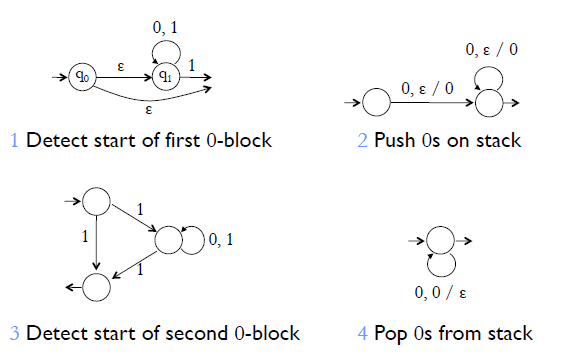 0, 1
0, ε / 0
q0
ε
q1
1
0, ε / 0
ε
1 Detect start of first 0-block
2 Push 0s on stack
1
1
0, 1
1
0, 0 / ε
3 Detect start of second 0-block
4 Pop 0s from stack